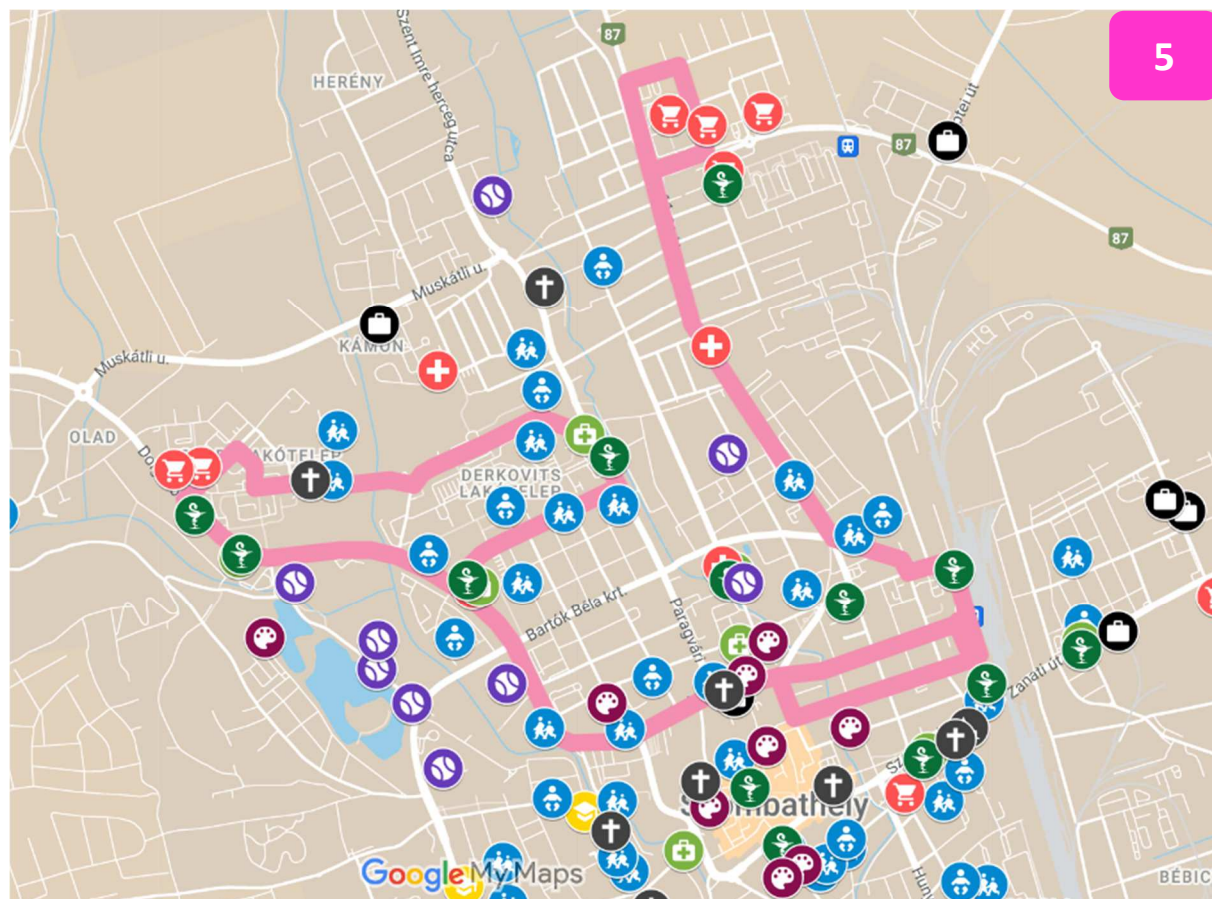 5
87
HERÉNY
Szent Imre herceg utca
87
87
Muskátli u.
KÁMON
Muskátli u.
OLAD
DERKOVITS
LAKÓTELEP
Bartók Béla krt.
Paragvári
Zanati út
Google My Maps
BÉBIC